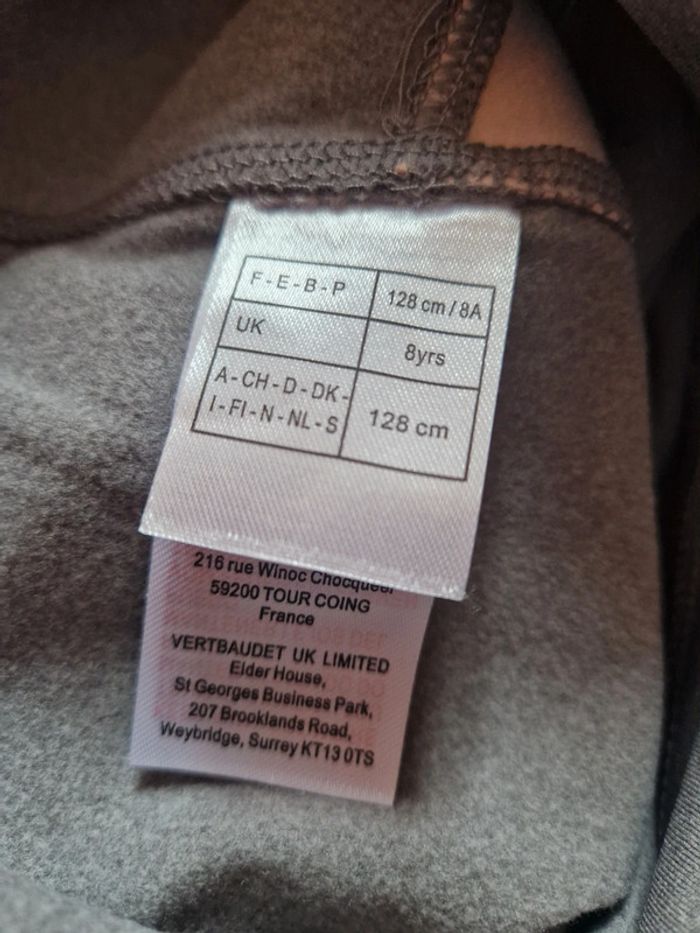 F-E-B-P 128 cm / 8A
UK 8yrs
A-CH-D-DK-
I-FI-N-NL-S 128 cm
216 rue Winoc Chocqueel
59200 TOUR COING
France
VERTBAUDET UK LIMITED
Elder House,
St Georges Business Park,
207 Brooklands Road,
Weybridge, Surrey KT13 0TS